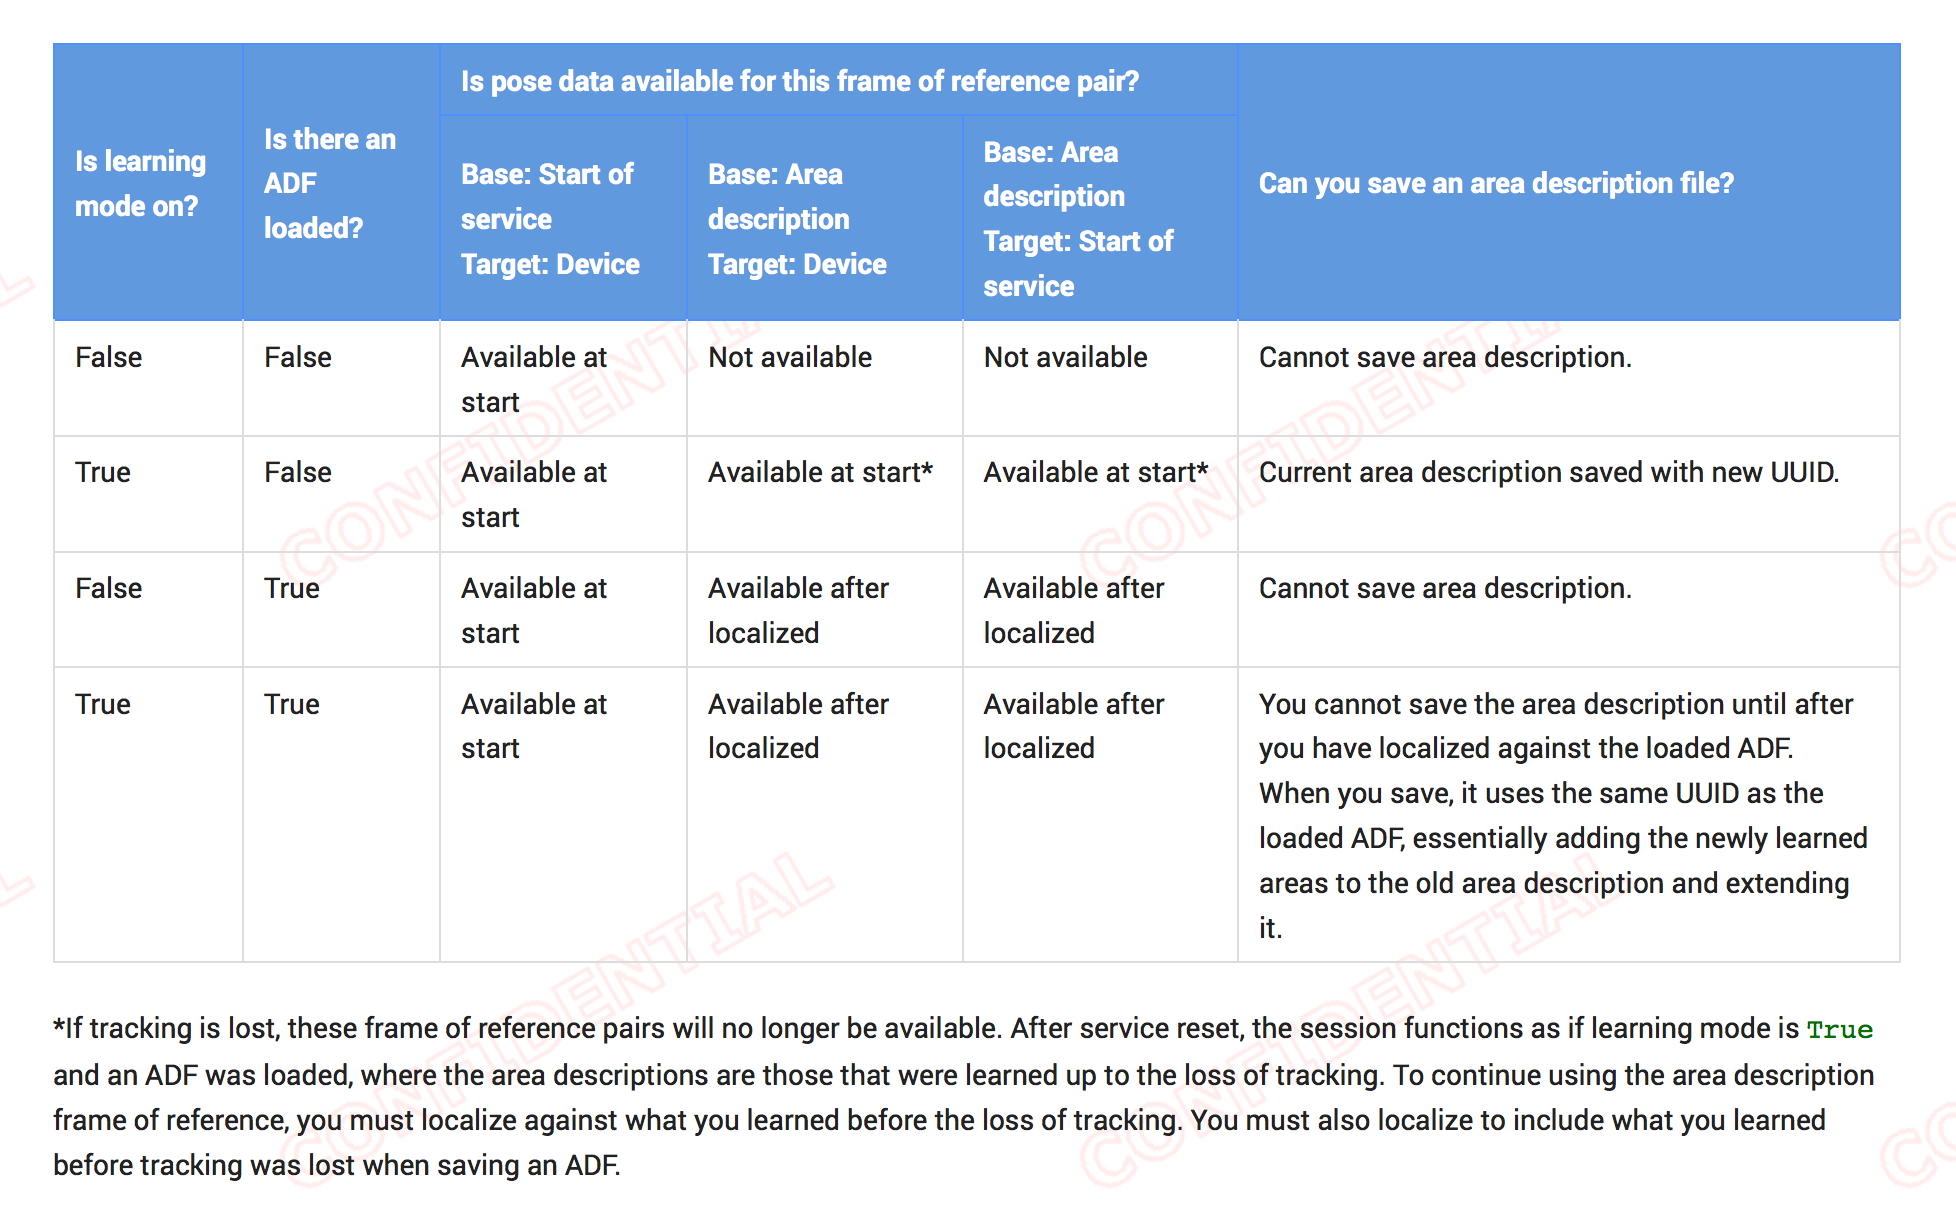 Is learning
mode on?
Is there an
ADF
loaded?
Is pose data available for this frame of reference pair?
Base: Start of
service
Target: Device
Base: Area
description
Target: Device
Base: Area
description
Target: Start of
service
Can you save an area description file?
False
False
Available at
start
Not available
Not available
Cannot save area description.
True
False
Available at
start
Available at start*
Available at start*
Current area description saved with new UUID.
False
True
Available at
start
Available after
localized
Available after
localized
Cannot save area description.
True
True
Available at
start
Available after
localized
Available after
localized
You cannot save the area description until after
you have localized against the loaded ADF.
When you save, it uses the same UUID as the
loaded ADF, essentially adding the newly learned
areas to the old area description and extending
it.
*If tracking is lost, these frame of reference pairs will no longer be available. After service reset, the session functions as if learning mode is True
and an ADF was loaded, where the area descriptions are those that were learned up to the loss of tracking. To continue using the area description
frame of reference, you must localize against what you learned before the loss of tracking. You must also localize to include what you learned
before tracking was lost when saving an ADF.
CONFIDENTIAL
CONFIDENTIAL
CONFIDENTIAL
CONFIDENTIAL